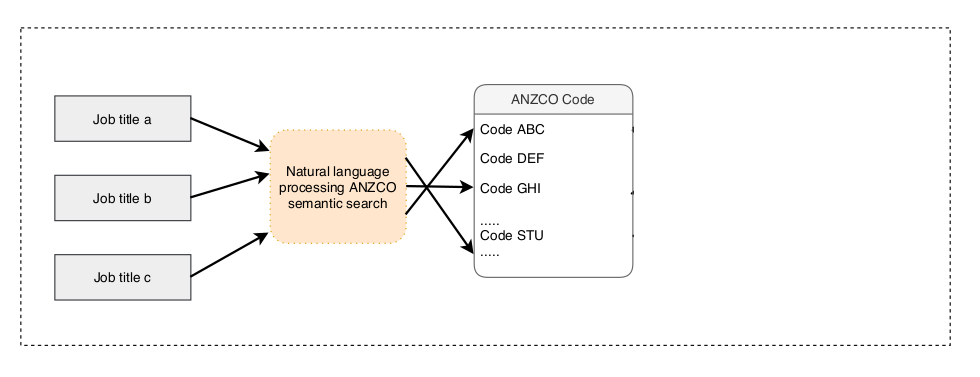 Job title a
Job title b
Job title c
Natural language
processing ANZCO
semantic search
ANZCO Code
Code ABC
Code DEF
Code GHI
.....
Code STU
.....